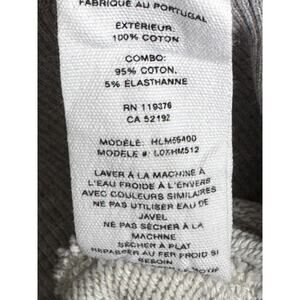 FABRIQUÉ AU PORTUGAL
EXTÉRIEUR:
100% COTON
COMBO:
95% COTON,
5% ÉLASTHANNE
RN 119376
CA 52192
MODÈLE: HLM55400
MODELE #: LOXHM512
LAVER À LA MACHINE À
L'EAU FROIDE À L'ENVERS
AVEC COULEURS SIMILAIRES
NE PAS UTILISER EAU DE
JAVEL
NE PAS SÉCHER À LA
MACHINE
SÉCHER À PLAT
REPASSER AU FER FROID SI
BESOIN